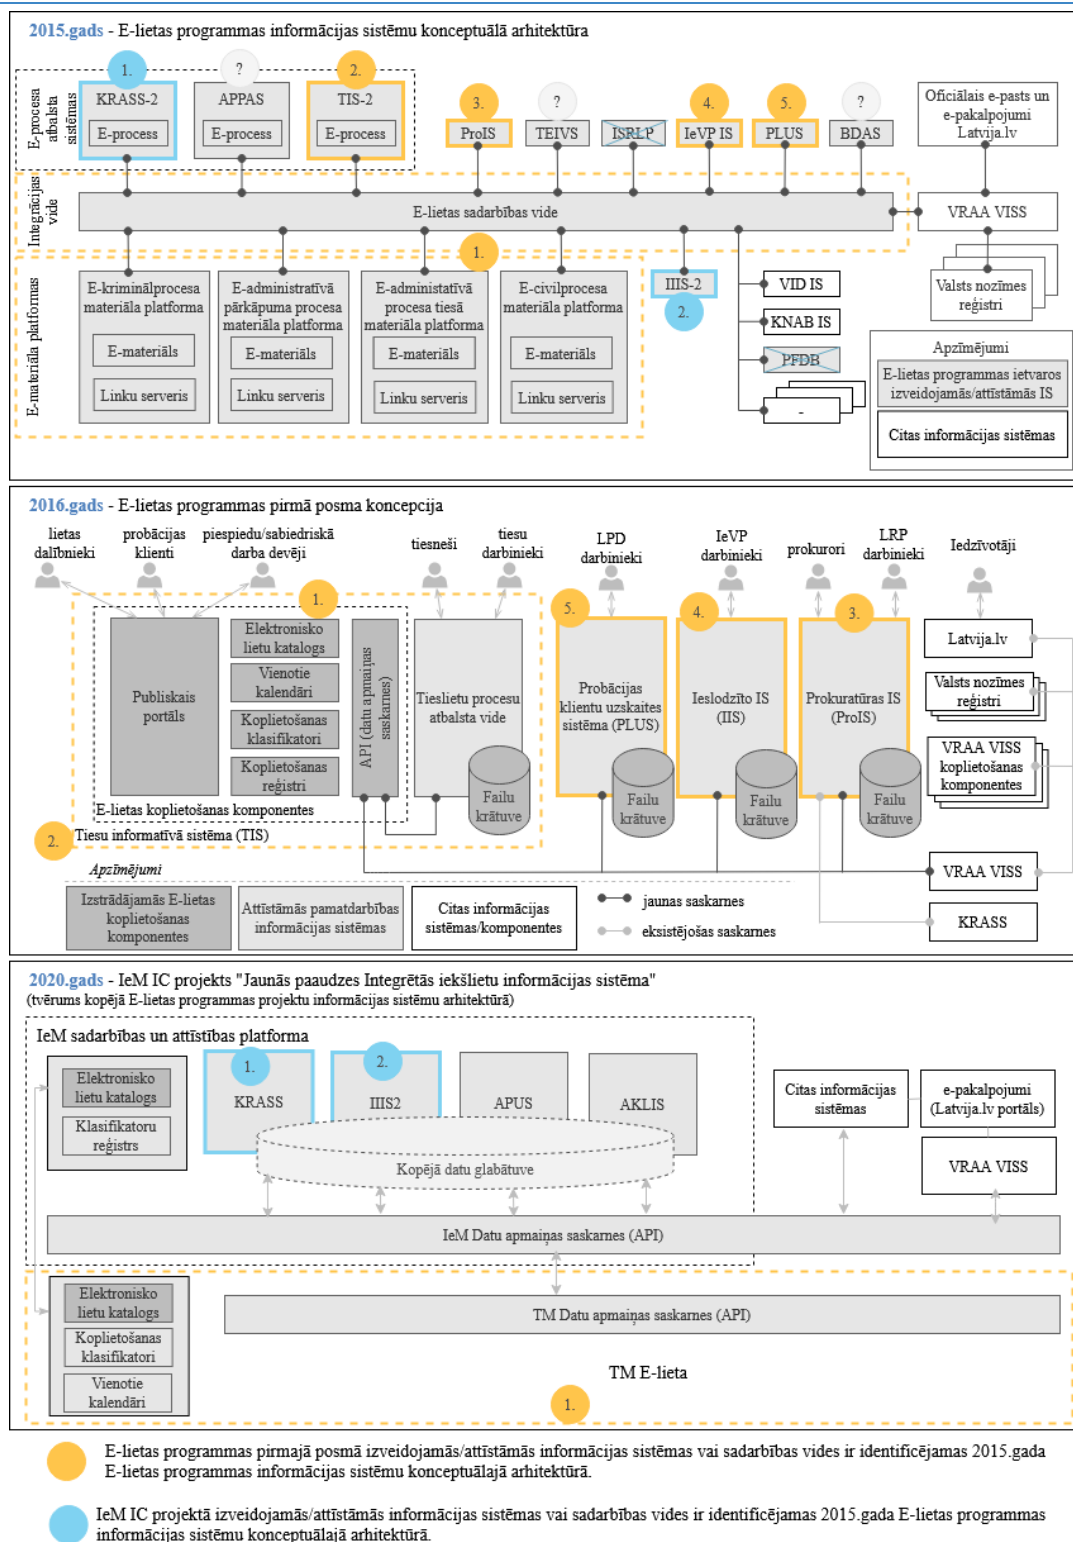 2015.gads - E-lietas programmas informācijas sistēmu konceptuālā arhitektūra
E-procesa
atbalsta
sistēmas
1.
KRASS-2
E-process
?
APPAS
E-process
2.
TIS-2
E-process
3.
ProIS
?
TEIVS
ISRLP
4.
IeVP IS
5.
PLUS
?
BDAS
Oficiālais e-pasts un
e-pakalpojumi
Latvija.lv
Integrācijas
vide
E-lietas sadarbības vide
VRAA VISS
Valsts nozīmes
reģistri
E-materiāla platformas
1.
E-kriminālprocesa
materiāla platforma
E-materiāls
Linku serveris
E-administratīvā
pārkāpuma procesa
materiāla platforma
E-materiāls
Linku serveris
E-administatīvā
procesa tiesā
materiāla platforma
E-materiāls
Linku serveris
E-civilprocesa
materiāla platforma
E-materiāls
Linku serveris
IIIS-2
2.
VID IS
KNAB IS
PFDB
-
Apzīmējumi
E-lietas programmas ietvaros
izveidojamās/attīstāmās IS
Citas informācijas sistēmas
2016.gads - E-lietas programmas pirmā posma koncepcija
lietas
dalībnieki
probācijas
klienti
piespiedu/sabiedriskā
darba devēji
tiesneši
tiesu
darbinieki
LPD
darbinieki
IeVP
darbinieki
prokurori
LRP
darbinieki
Iedzīvotāji
1.
Publiskais
portāls
Elektronisko
lietu katalogs
Vienotie
kalendāri
Koplietošanas
klasifikatori
Koplietošanas
reģistri
API (datu apmaiņas
saskarnes)
E-lietas koplietošanas komponentes
Tieslietu procesu
atbalsta vide
Failu
krātuve
2.
Tiesu informatīvā sistēma (TIS)
5.
Probācijas
klientu uzskaites
sistēma (PLUS)
Failu
krātuve
4.
Ieslodzīto IS
(IIS)
Failu
krātuve
3.
Prokuratūras IS
(ProIS)
Failu
krātuve
Latvija.lv
Valsts nozīmes
reģistri
VRAA VISS
koplietošanas
komponentes
VRAA VISS
KRASS
Apzīmējumi
Izstrādājamās E-lietas
koplietošanas
komponentes
Attīstāmās pamatdarbības
informācijas sistēmas
Citas informācijas
sistēmas/komponentes
jaunas saskarnes
eksistējošas saskarnes
2020.gads - IeM IC projekts "Jaunās paaudzes Integrētās iekšlietu informācijas sistēma"
(tvērums kopējā E-lietas programmas projektu informācijas sistēmu arhitektūrā)
IeM sadarbības un attīstības platforma
Elektronisko
lietu katalogs
Klasifikatoru
reģistrs
1.
KRASS
2.
IIIS2
APUS
AKLIS
Kopējā datu glabātuve
Citas informācijas
sistēmas
e-pakalpojumi
(Latvija.lv portāls)
VRAA VISS
IeM Datu apmaiņas saskarnes (API)
Elektronisko
lietu katalogs
Koplietošanas
klasifikatori
Vienotie
kalendāri
TM Datu apmaiņas saskarnes (API)
TM E-lieta
1.
E-lietas programmas pirmajā posmā izveidojamās/attīstāmās informācijas sistēmas vai sadarbības vides ir identificējamas 2015.gada
E-lietas programmas informācijas sistēmu konceptuālajā arhitektūrā.
IeM IC projektā izveidojamās/attīstāmās informācijas sistēmas vai sadarbības vides ir identificējamas 2015.gada E-lietas programmas
informācijas sistēmu konceptuālajā arhitektūrā.